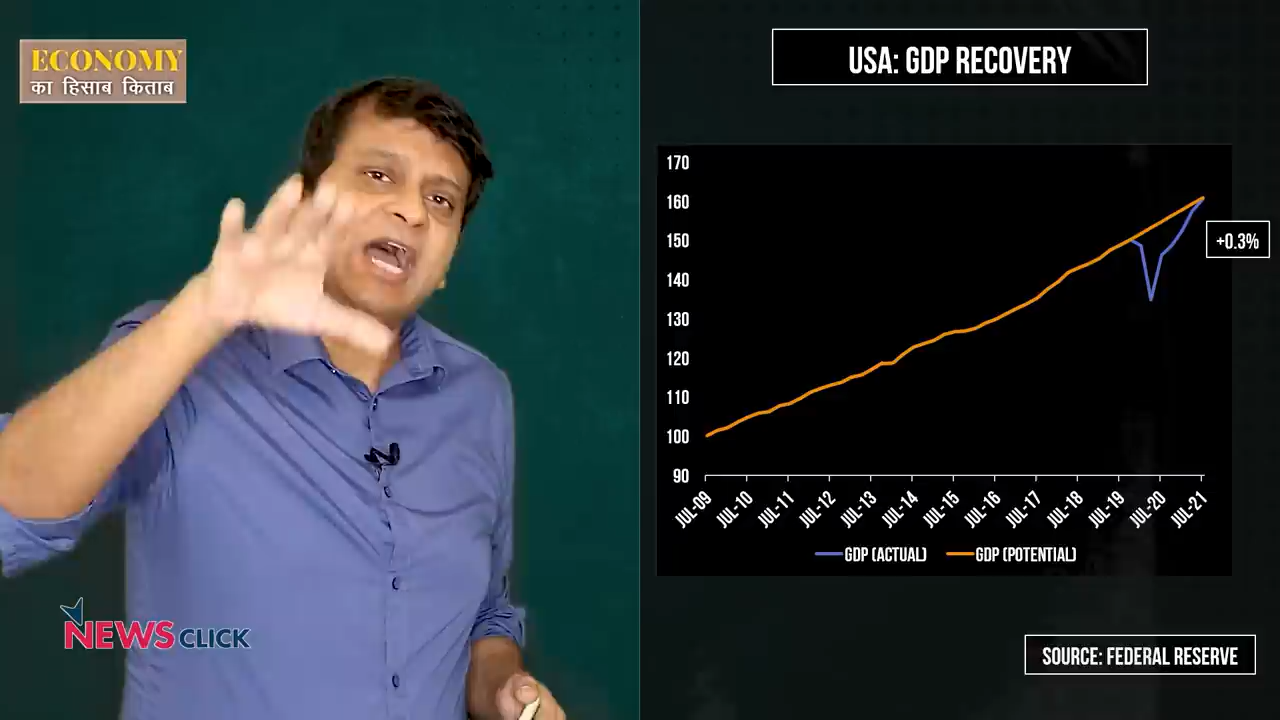 ECONOMY
का हिसाब किताब
USA: GDP RECOVERY
170
160
150
140
130
120
110
100
90
+0.3%
JUL-09
JUL-10
JUL-11
JUL-12
JUL-13
JUL-14
JUL-15
JUL-16
JUL-17
JUL-18
JUL-19
JUL-20
JUL-21
GDP (ACTUAL)
GDP (POTENTIAL)
NEWSCLICK
SOURCE: FEDERAL RESERVE